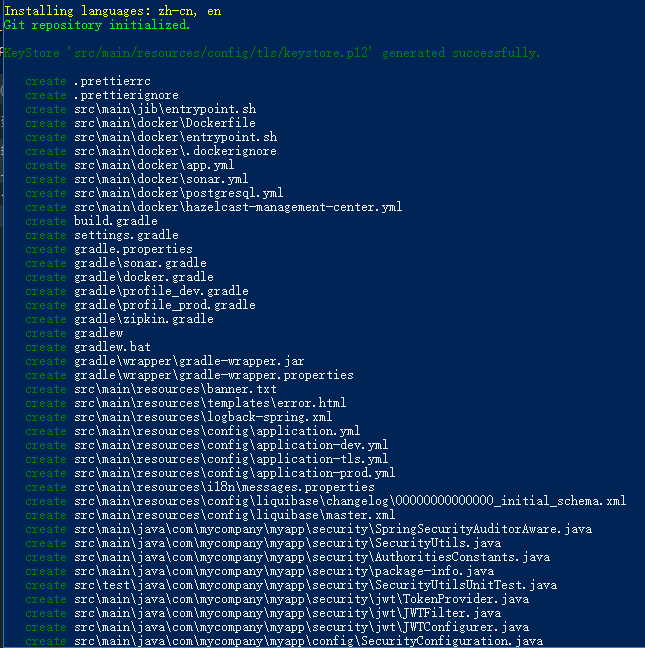 Installing languages: zh-cn, en
Git repository initialized.
KeyStore 'src/main/resources/config/tls/keystore.p12' generated successfully.
create .prettierrc
create .prettierignore
create src\main\jib\entrypoint.sh
create src\main\docker\Dockerfile
create src\main\docker\entrypoint.sh
create src\main\docker\.dockerignore
create src\main\docker\app.yml
create src\main\docker\sonar.yml
create src\main\docker\postgresql.yml
create src\main\docker\hazelcast-management-center.yml
create build.gradle
create settings.gradle
create gradle.properties
create gradle\sonar.gradle
create gradle\docker.gradle
create gradle\profile_dev.gradle
create gradle\profile_prod.gradle
create gradle\zipkin.gradle
create gradlew
create gradlew.bat
create gradle\wrapper\gradle-wrapper.jar
create gradle\wrapper\gradle-wrapper.properties
create src\main\resources\banner.txt
create src\main\resources\templates\error.html
create src\main\resources\logback-spring.xml
create src\main\resources\config\application.yml
create src\main\resources\config\application-dev.yml
create src\main\resources\config\application-tls.yml
create src\main\resources\config\application-prod.yml
create src\main\resources\i18n\messages.properties
create src\main\resources\config\liquibase\changelog\00000000000000_initial_schema.xml
create src\main\resources\config\liquibase\master.xml
create src\main\java\com\mycompany\myapp\security\SpringSecurityAuditorAware.java
create src\main\java\com\mycompany\myapp\security\SecurityUtils.java
create src\main\java\com\mycompany\myapp\security\AuthoritiesConstants.java
create src\main\java\com\mycompany\myapp\security\package-info.java
create src\test\java\com\mycompany\myapp\security\SecurityUtilsUnitTest.java
create src\main\java\com\mycompany\myapp\security\jwt\TokenProvider.java
create src\main\java\com\mycompany\myapp\security\jwt\JWTFilter.java
create src\main\java\com\mycompany\myapp\security\jwt\JWTConfigurer.java
create src\main\java\com\mycompany\myapp\config\SecurityConfiguration.java